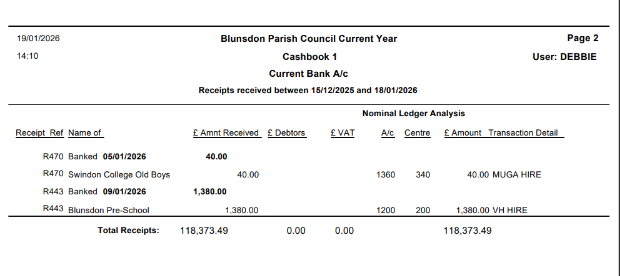 19/01/2026 Blunsdon Parish Council Current Year Page 2
14:10 Cashbook 1 User: DEBBIE
Current Bank A/c
Receipts received between 15/12/2025 and 18/01/2026
Nominal Ledger Analysis
Receipt Ref Name of £ Amnt Received £ Debtors £ VAT A/c Centre £ Amount Transaction Detail
R470 Banked 05/01/2026 40.00
R470 Swindon College Old Boys 40.00 1360 340 40.00 MUGA HIRE
R443 Banked 09/01/2026 1,380.00
R443 Blunsdon Pre-School 1,380.00 1200 200 1,380.00 VH HIRE
Total Receipts: 118,373.49 0.00 0.00 118,373.49